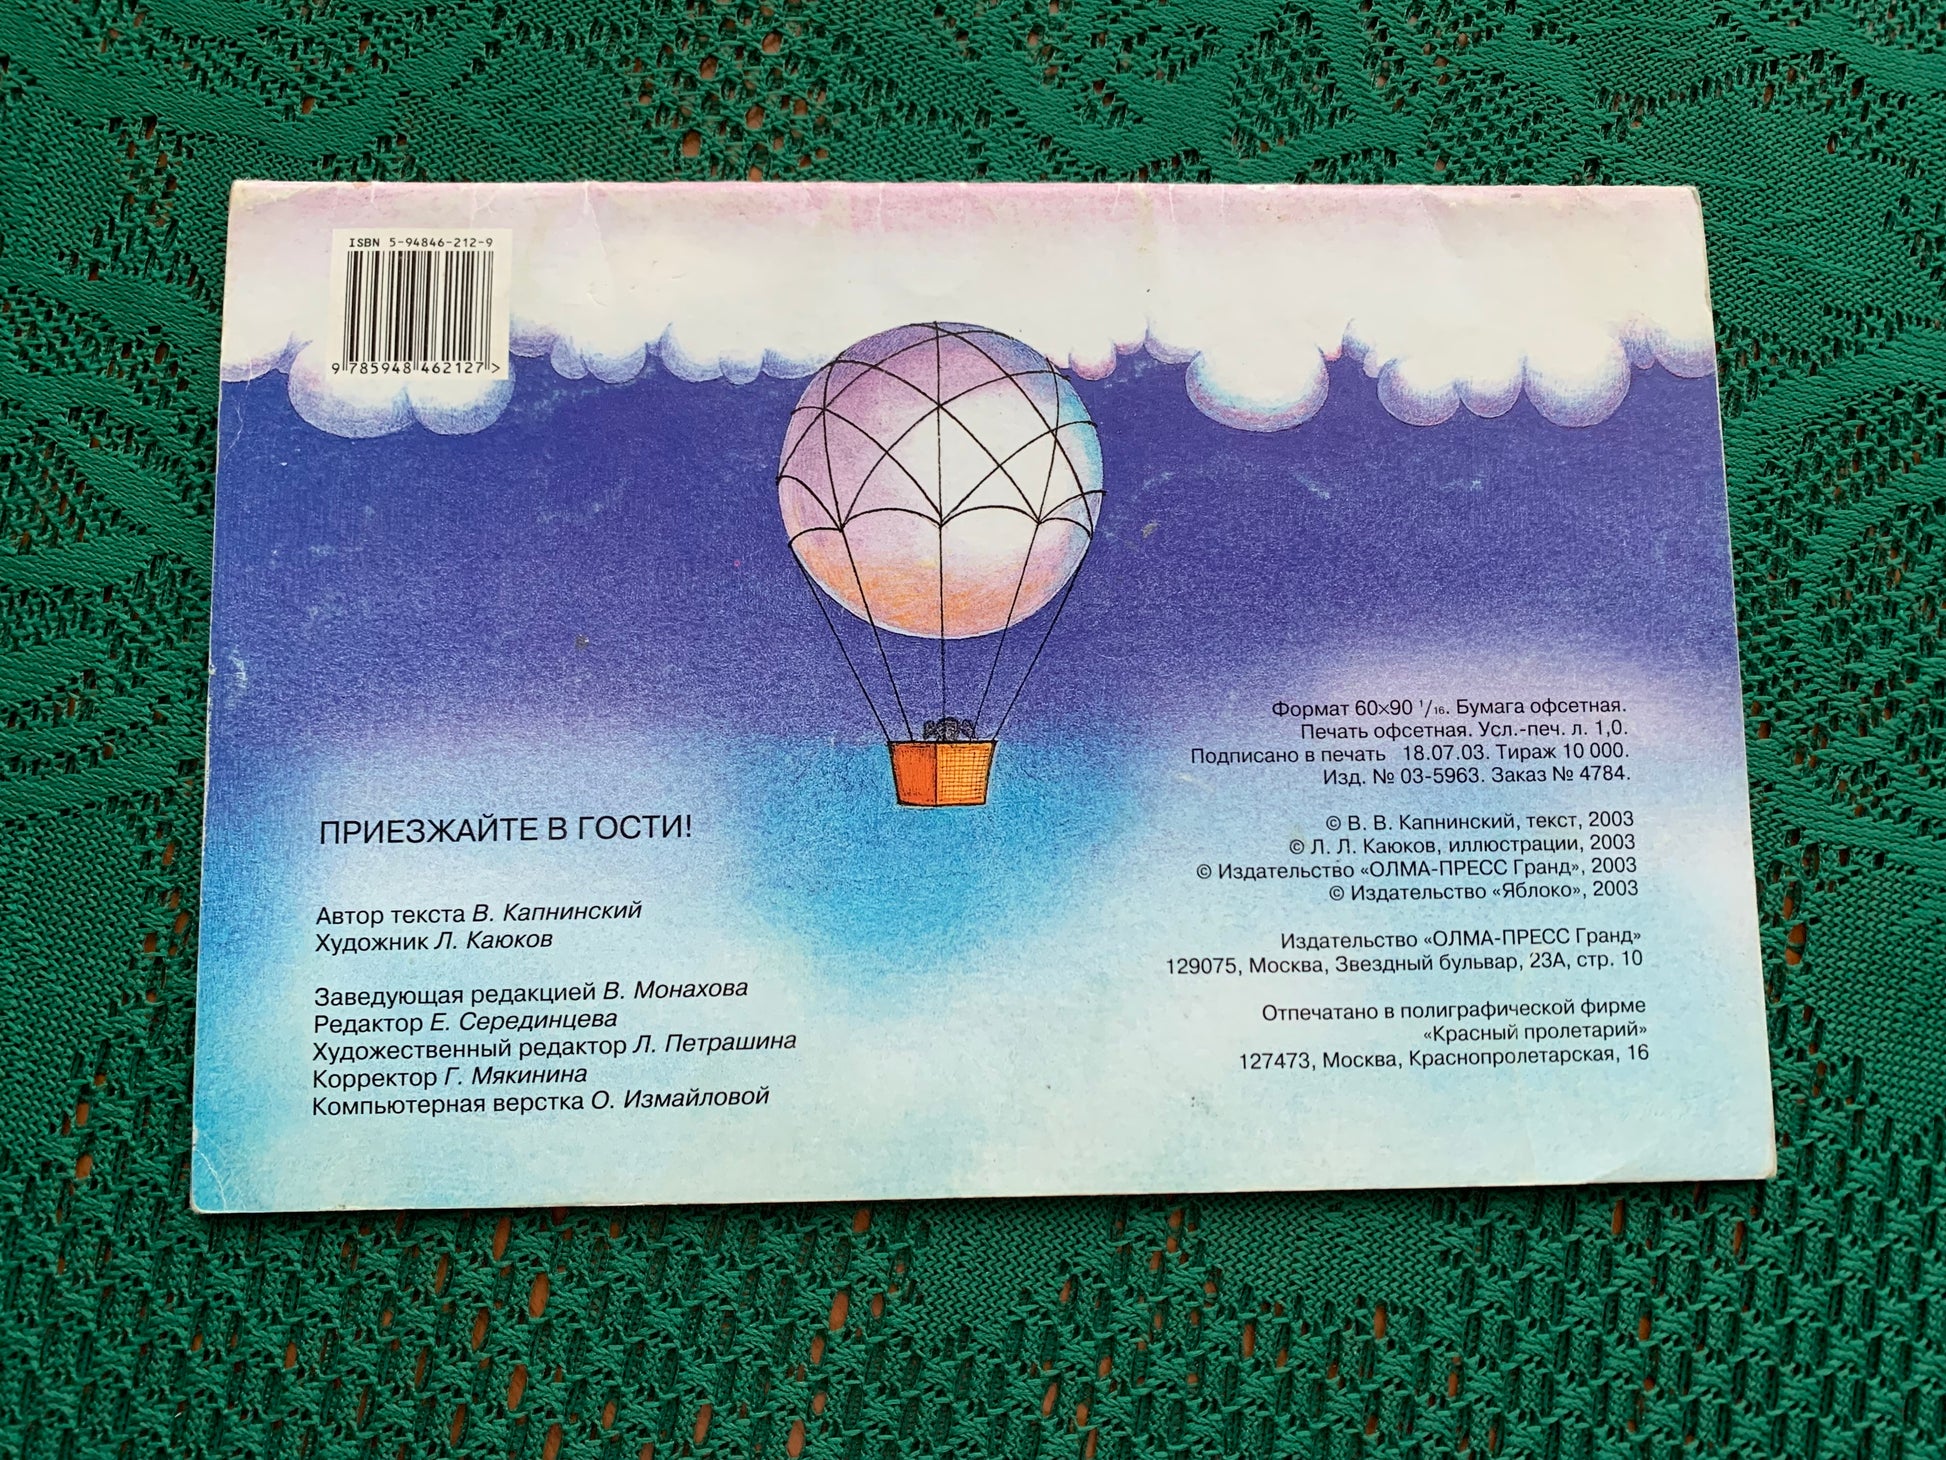 ISBN 5-94846-212-9
9 785948 462127 >
ПРИЕЗЖАЙТЕ В ГОСТИ!
Автор текста В. Капнинский
Художник Л. Каюков
Заведующая редакцией В. Монахова
Редактор Е. Серединцева
Художественный редактор Л. Петрашина
Корректор Г. Мякинина
Компьютерная верстка О. Измайловой
Формат 60×90 1/16. Бумага офсетная.
Печать офсетная. Усл.-печ. л. 1,0.
Подписано в печать 18.07.03. Тираж 10 000.
Изд. № 03-5963. Заказ № 4784.
© В. В. Капнинский, текст, 2003
© Л. Л. Каюков, иллюстрации, 2003
© Издательство «ОЛМА-ПРЕСС Гранд», 2003
© Издательство «Яблоко», 2003
Издательство «ОЛМА-ПРЕСС Гранд»
129075, Москва, Звездный бульвар, 23А, стр. 10
Отпечатано в полиграфической фирме
«Красный пролетарий»
127473, Москва, Краснопролетарская, 16